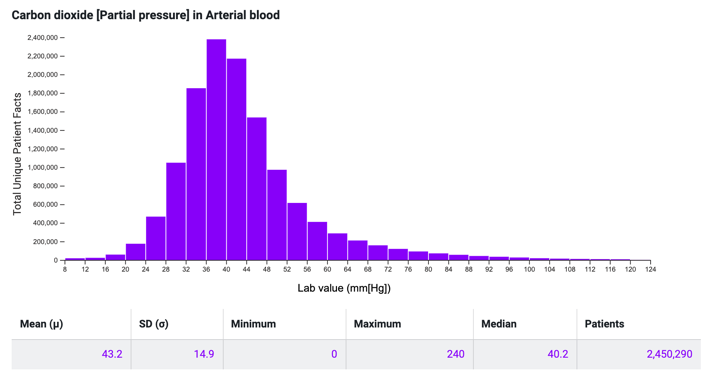 Carbon dioxide [Partial pressure] in Arterial blood
Total Unique Patient Facts
2,400,000
2,200,000
2,000,000
1,800,000
1,600,000
1,400,000
1,200,000
1,000,000
800,000
600,000
400,000
200,000
0
8 12 16 20 24 28 32 36 40 44 48 52 56 60 64 68 72 76 80 84 88 92 96 100 104 108 112 116 120 124
Lab value (mm[Hg])
Mean (μ) SD (σ) Minimum Maximum Median Patients
43.2 14.9 0 240 40.2 2,450,290